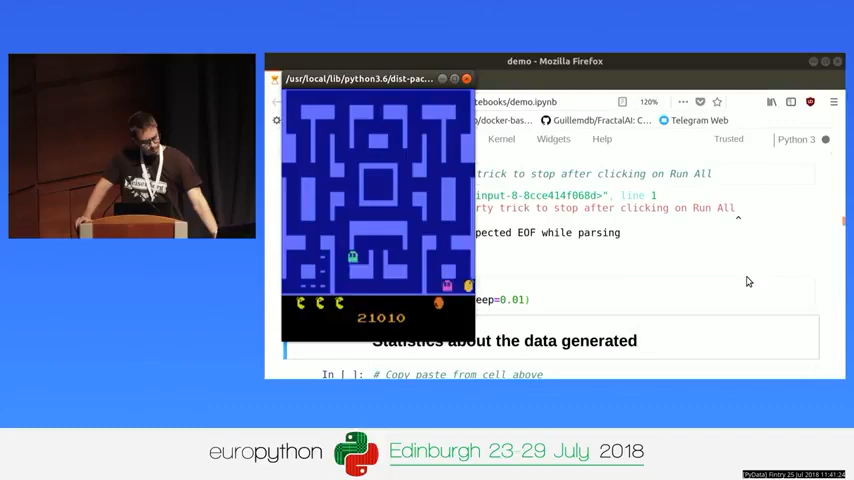 demo - Mozilla Firefox
/usr/local/lib/python3.6/dist-pac...
tebooks/demo.ipynb
120%
o/docker-bas...
Guillemdb/FractalAI: C...
Telegram Web
Kernel
Widgets
Help
Trusted
Python 3
trick to stop after clicking on Run All
input-8-8cce414f068d>", line 1
rty trick to stop after clicking on Run All
^
pected EOF while parsing
eep=0.01)
21010
Statistics about the data generated
In [ ]: # Copy paste from cell above
europython
Edinburgh 23-29 July 2018
[PyData] Fintry 25 Jul 2018 11:41:24